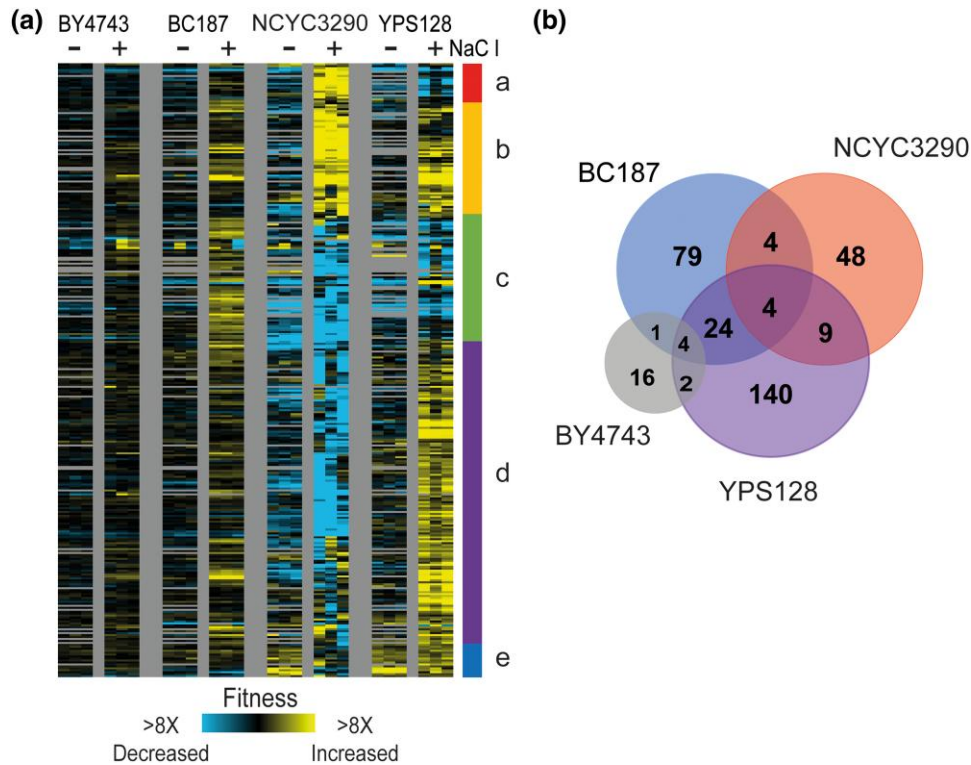 (a)
BY4743 BC187 NCYC3290 YPS128
- + - + - + - + NaC l
a
b
c
d
e
Fitness
>8X >8X
Decreased Increased
(b)
BC187
NCYC3290
79
4
48
4
24
9
1
4
16
2
140
BY4743
YPS128